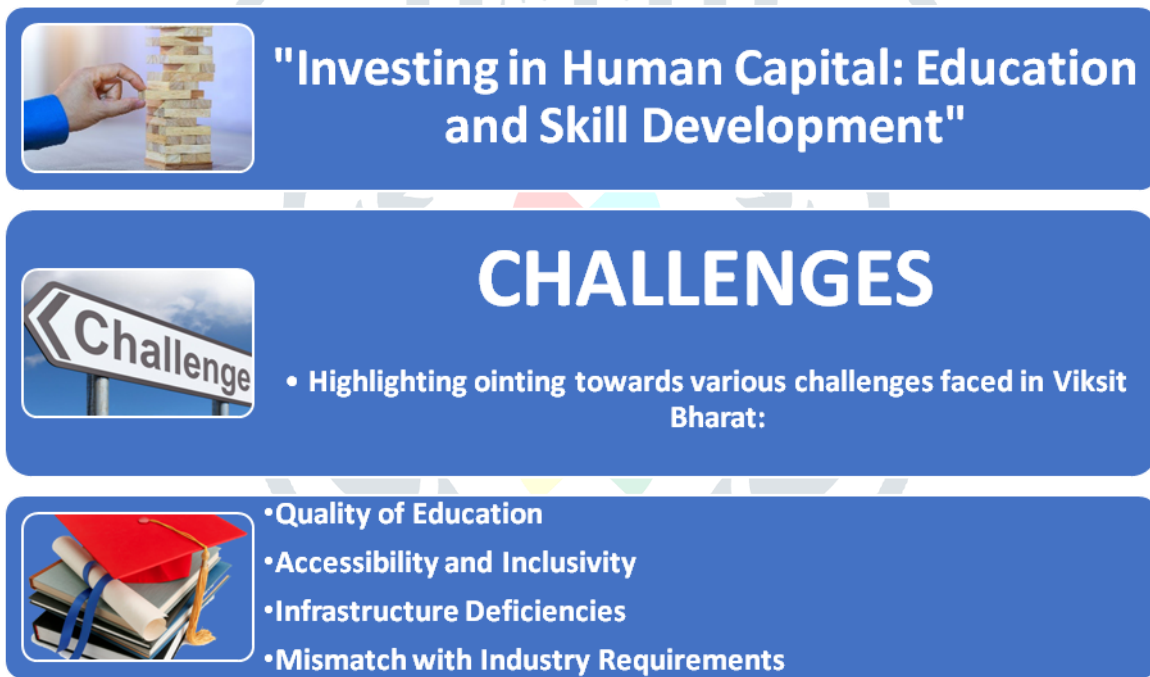 "Investing in Human Capital: Education
and Skill Development"
CHALLENGES
Challenge
• Highlighting ointing towards various challenges faced in Viksit
Bharat:
•Quality of Education
•Accessibility and Inclusivity
•Infrastructure Deficiencies
•Mismatch with Industry Requirements